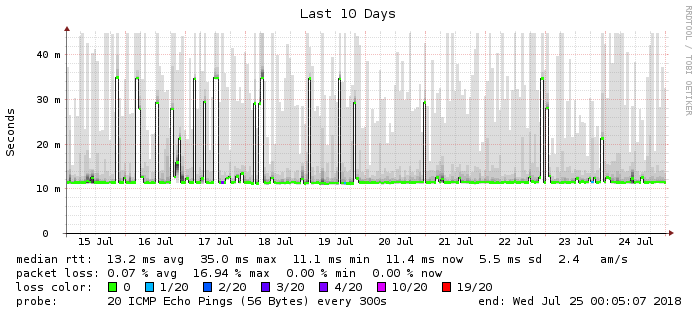 Last 10 Days
RRDTOOL / TOBI OETIKER
Seconds
40 m
30 m
20 m
10 m
0
15 Jul 16 Jul 17 Jul 18 Jul 19 Jul 20 Jul 21 Jul 22 Jul 23 Jul 24 Jul
median rtt: 13.2 ms avg 35.0 ms max 11.1 ms min 11.4 ms now 5.5 ms sd 2.4 am/s
packet loss: 0.07 % avg 16.94 % max 0.00 % min 0.00 % now
loss color: 0 1/20 2/20 3/20 4/20 10/20 19/20
probe: 20 ICMP Echo Pings (56 Bytes) every 300s end: Wed Jul 25 00:05:07 2018